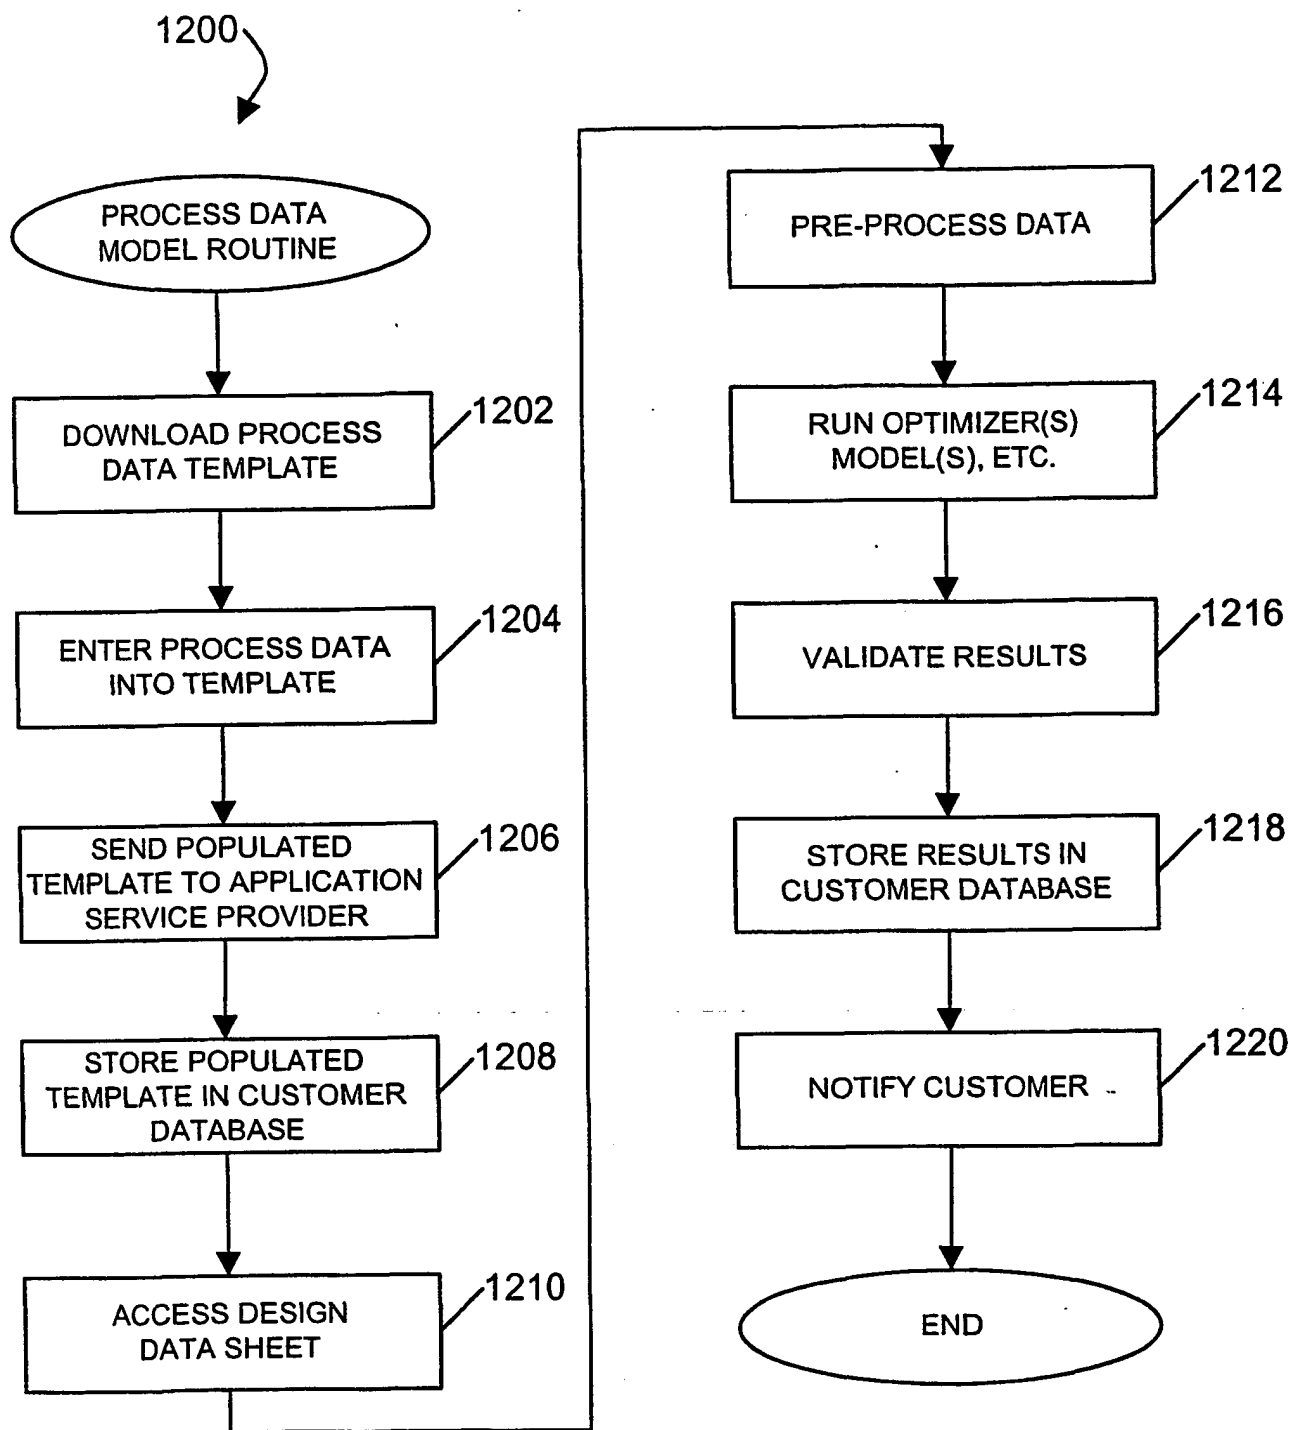 1200
PROCESS DATA
MODEL ROUTINE
1202
DOWNLOAD PROCESS
DATA TEMPLATE
1204
ENTER PROCESS DATA
INTO TEMPLATE
1206
SEND POPULATED
TEMPLATE TO APPLICATION
SERVICE PROVIDER
1208
STORE POPULATED
TEMPLATE IN CUSTOMER
DATABASE
1210
ACCESS DESIGN
DATA SHEET
1212
PRE-PROCESS DATA
1214
RUN OPTIMIZER(S)
MODEL(S), ETC.
1216
VALIDATE RESULTS
1218
STORE RESULTS IN
CUSTOMER DATABASE
1220
NOTIFY CUSTOMER
END